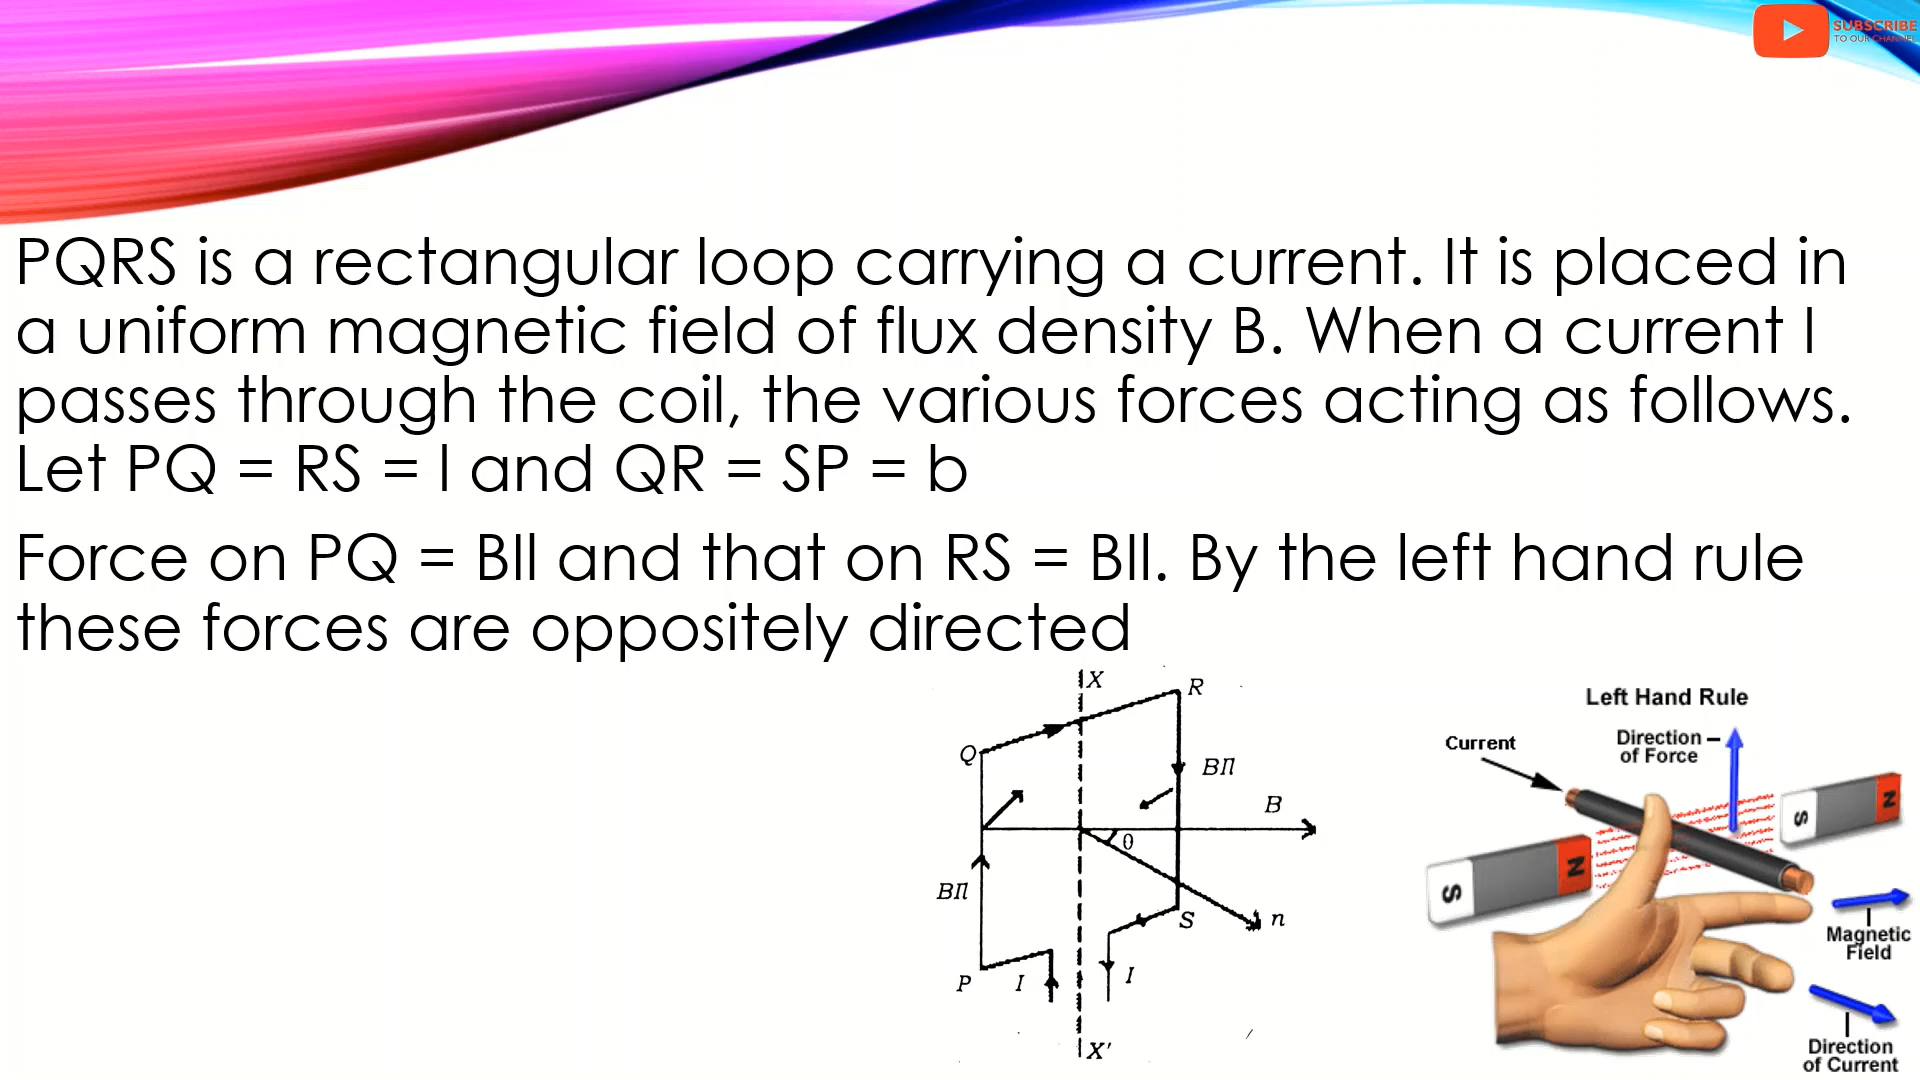 SUBSCRIBE
TO OUR CHANNEL
PQRS is a rectangular loop carrying a current. It is placed in
a uniform magnetic field of flux density B. When a current I
passes through the coil, the various forces acting as follows.
Let PQ = RS = l and QR = SP = b
Force on PQ = BIl and that on RS = BIl. By the left hand rule
these forces are oppositely directed
X
R
Q
BIl
B
θ
BIl
S
n
P
I
I
X'
Left Hand Rule
Current
Direction
of Force
N
S
N
S
Magnetic
Field
Direction
of Current